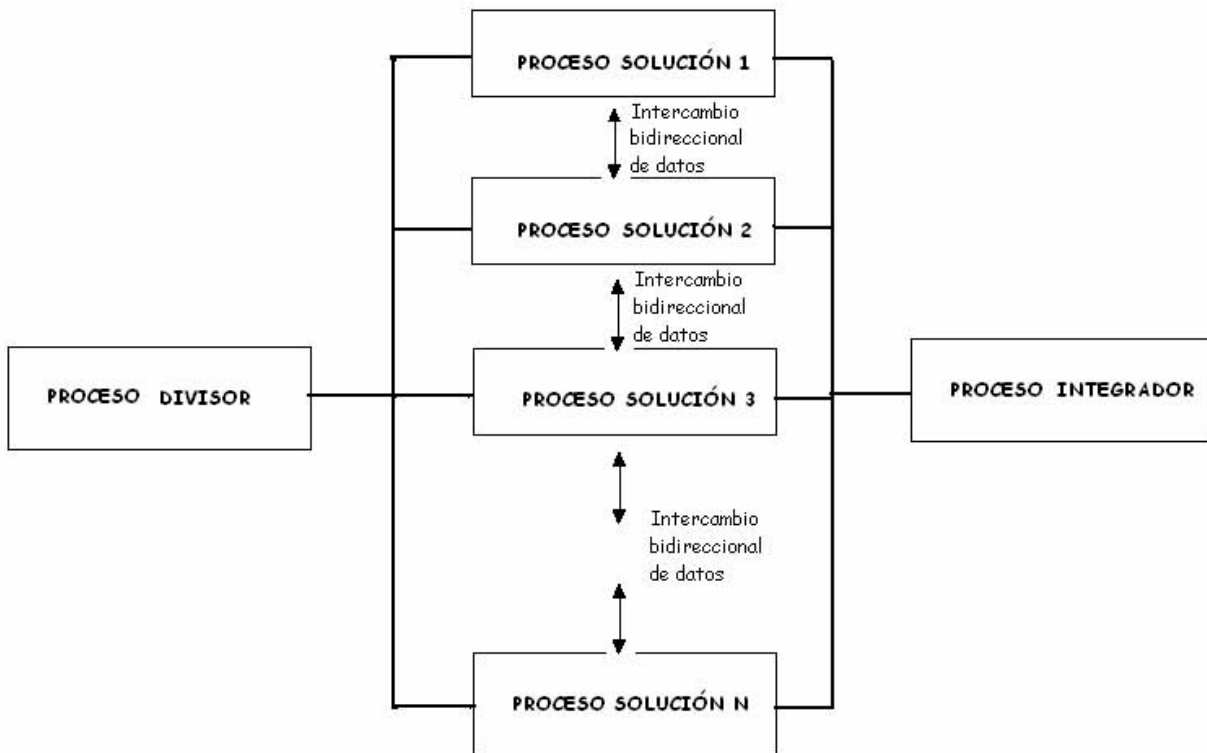 PROCESO SOLUCIÓN 1
Intercambio
bidireccional
de datos
PROCESO SOLUCIÓN 2
Intercambio
bidireccional
de datos
PROCESO DIVISOR
PROCESO SOLUCIÓN 3
PROCESO INTEGRADOR
Intercambio
bidireccional
de datos
PROCESO SOLUCIÓN N